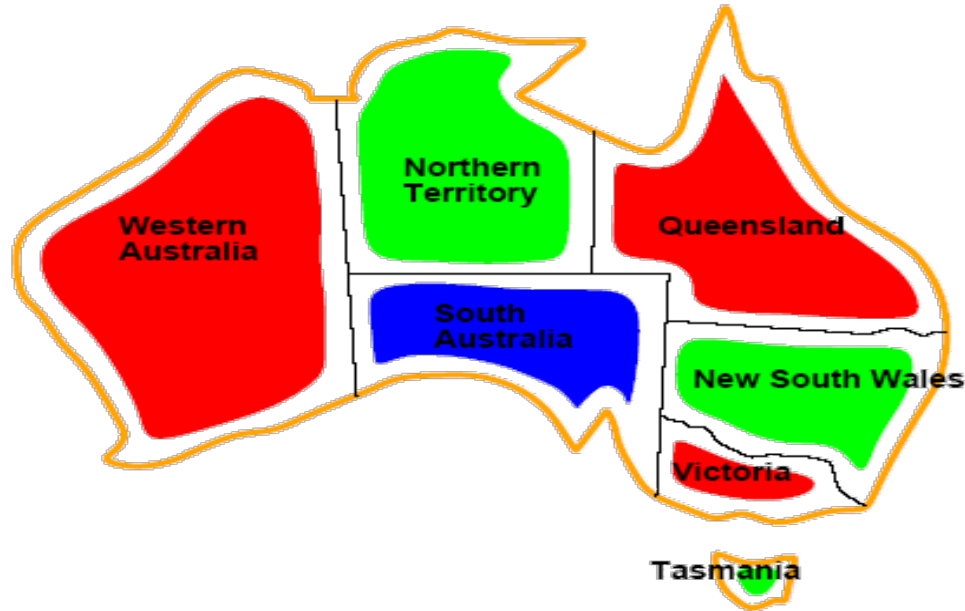 Northern
Territory
Western
Australia
Queensland
South
Australia
New South Wales
Victoria
Tasmania